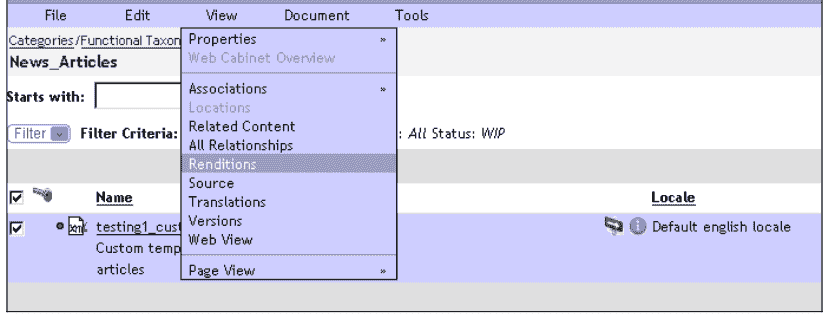 File Edit View Document Tools
Categories/Functional Taxon
News_Articles
Starts with:
Filter Filter Criteria: : All Status: WIP
Properties »
Web Cabinet Overview
Associations »
Locations
Related Content
All Relationships
Renditions
Source
Translations
Versions
Web View
Page View »
Name Locale
testing1_cust Default english locale
Custom temp
articles